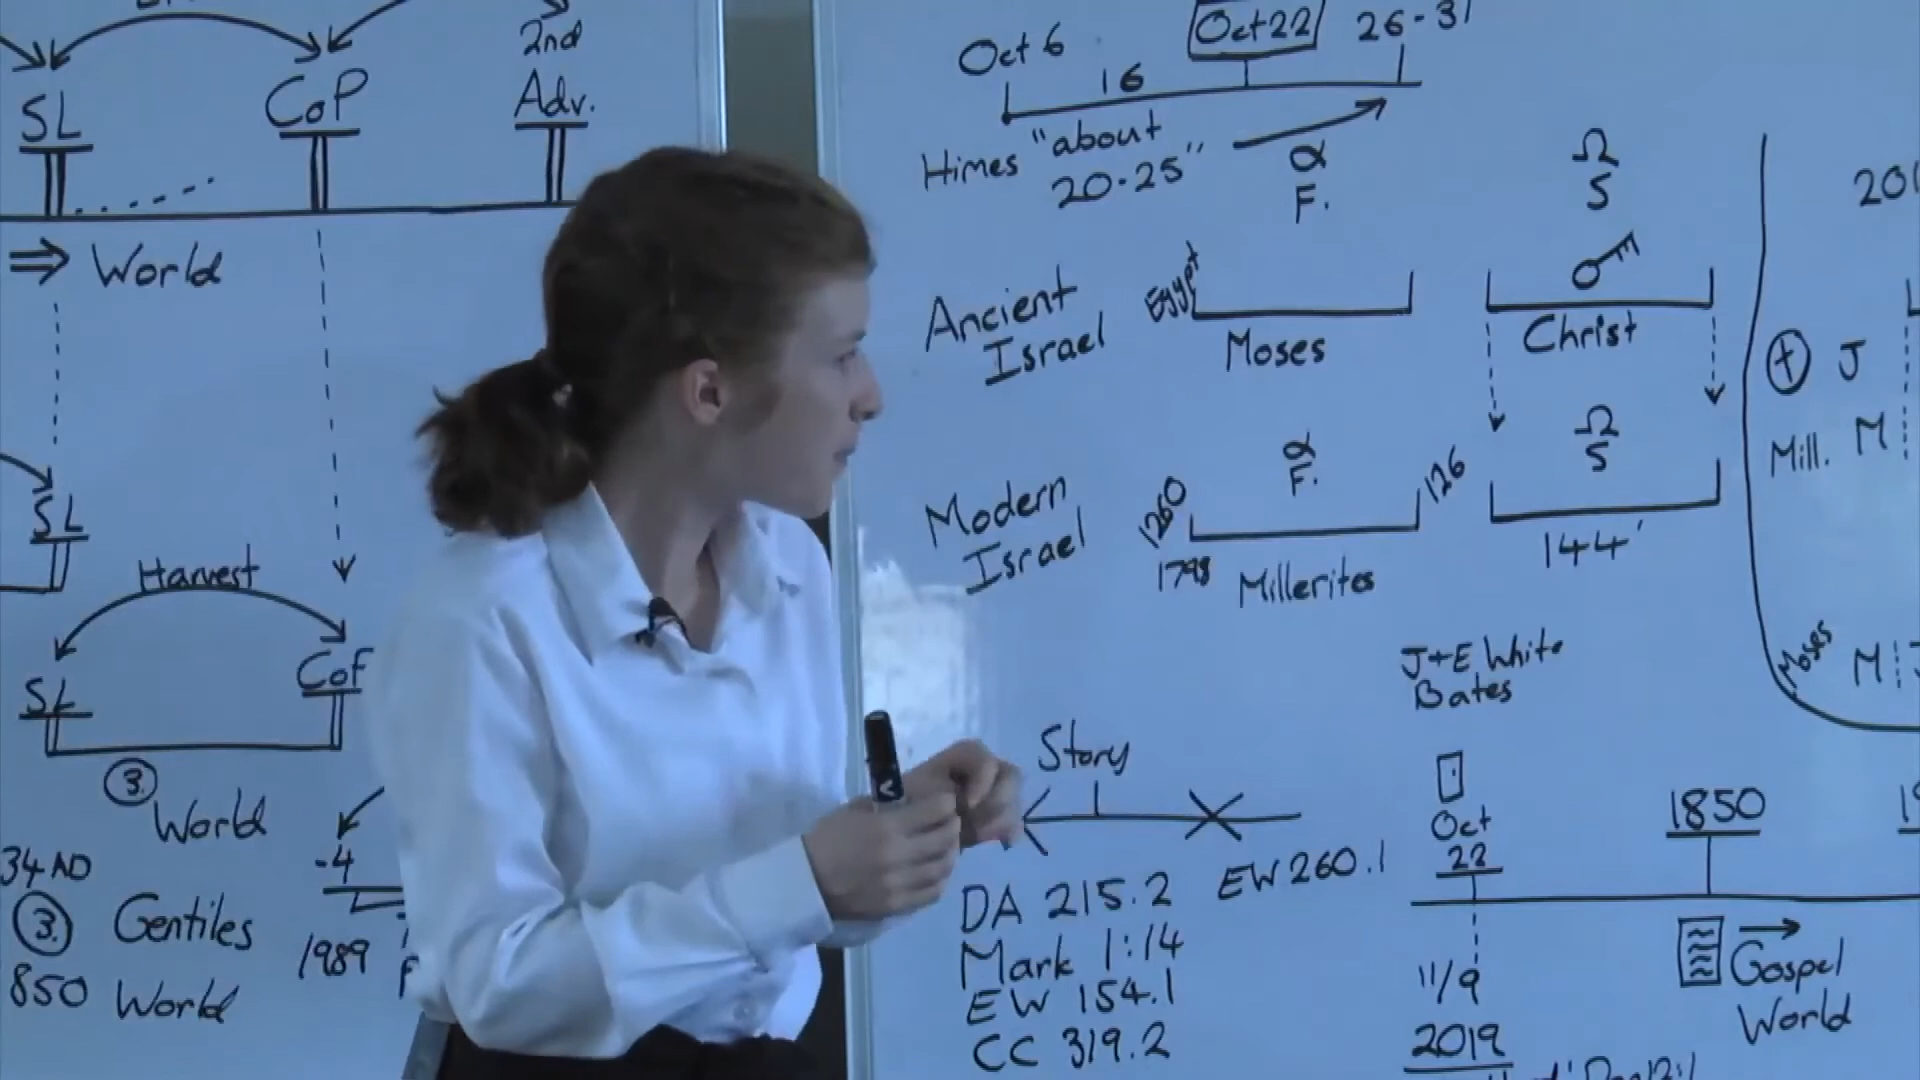 2nd
Adv.
SL
CoP
⇒ World
SL
Harvest
SL
CoP
3.
World
34 AD
-4
3. Gentiles
1989
850 World
Oct 6
16
Oct 22
26-31
Himes "about
20-25"
α
F.
Ω
S
201
Ancient
Israel
Egypt
Moses
Christ
+ J
Mill. M
Modern
Israel
1260
1798
α
F.
126
Millerites
Ω
S
144
Moses M
J+E White
Bates
Story
Oct
22
1850
DA 215.2
EW 260.1
Mark 1:14
EW 154.1
CC 319.2
11/9
2019
Gospel
World